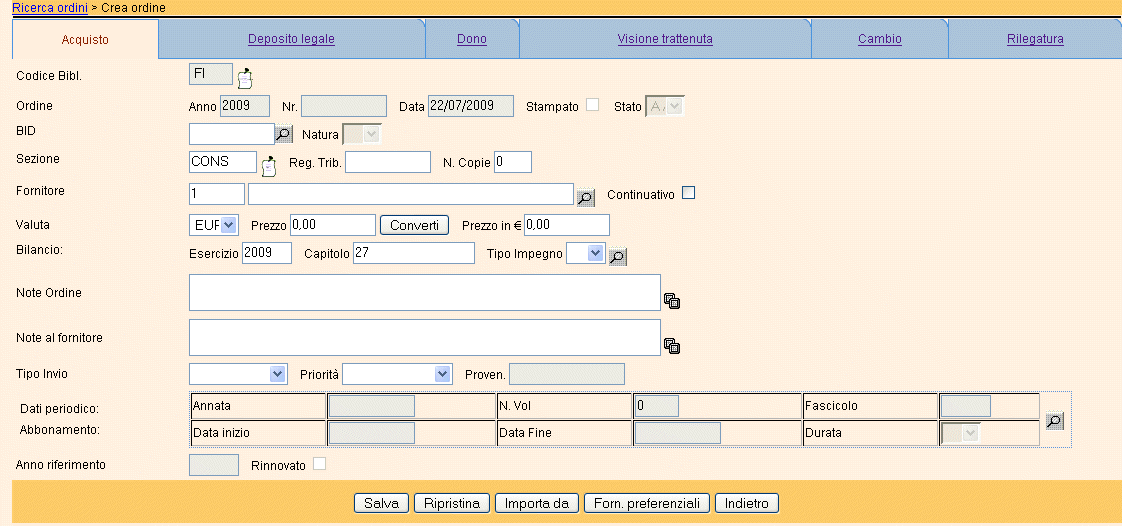 Ricerca ordini > Crea ordine
Acquisto Deposito legale Dono Visione trattenuta Cambio Rilegatura
Codice Bibl. FI
Ordine Anno 2009 Nr. Data 22/07/2009 Stampato Stato A
BID Natura
Sezione CONS Reg. Trib. N. Copie 0
Fornitore 1 Continuativo
Valuta EUR Prezzo 0,00 Converti Prezzo in € 0,00
Bilancio: Esercizio 2009 Capitolo 27 Tipo Impegno
Note Ordine
Note al fornitore
Tipo Invio Priorità Proven.
Dati periodico: Annata N. Vol 0 Fascicolo
Abbonamento: Data inizio Data Fine Durata
Anno riferimento Rinnovato
Salva Ripristina Importa da Forn. preferenziali Indietro